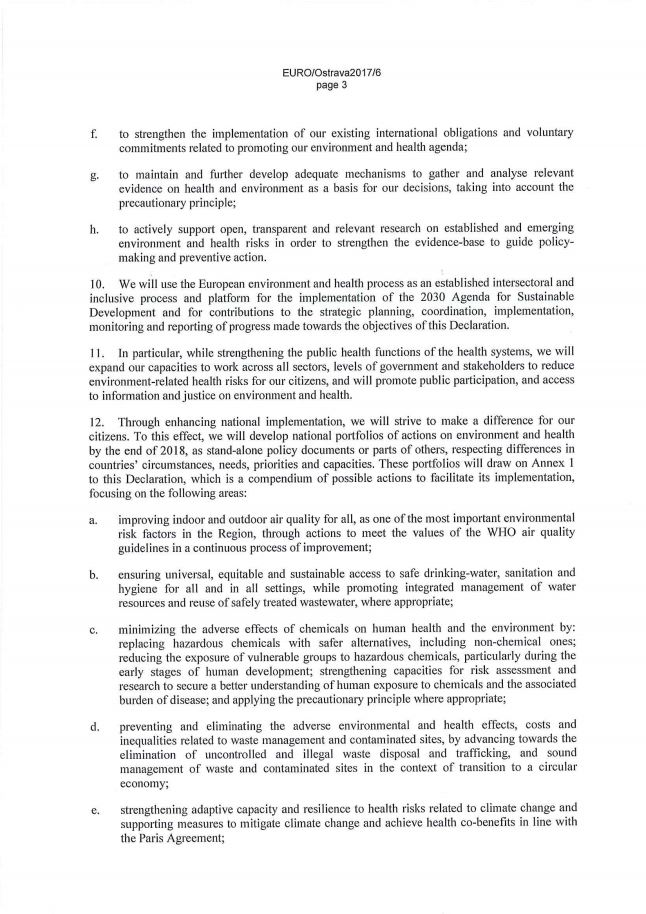 EURO/Ostrava2017/6
page 3
f. to strengthen the implementation of our existing international obligations and voluntary
commitments related to promoting our environment and health agenda;
g. to maintain and further develop adequate mechanisms to gather and analyse relevant
evidence on health and environment as a basis for our decisions, taking into account the
precautionary principle;
h. to actively support open, transparent and relevant research on established and emerging
environment and health risks in order to strengthen the evidence-base to guide policy-
making and preventive action.
10. We will use the European environment and health process as an established intersectoral and
inclusive process and platform for the implementation of the 2030 Agenda for Sustainable
Development and for contributions to the strategic planning, coordination, implementation,
monitoring and reporting of progress made towards the objectives of this Declaration.
11. In particular, while strengthening the public health functions of the health systems, we will
expand our capacities to work across all sectors, levels of government and stakeholders to reduce
environment-related health risks for our citizens, and will promote public participation, and access
to information and justice on environment and health.
12. Through enhancing national implementation, we will strive to make a difference for our
citizens. To this effect, we will develop national portfolios of actions on environment and health
by the end of 2018, as stand-alone policy documents or parts of others, respecting differences in
countries' circumstances, needs, priorities and capacities. These portfolios will draw on Annex 1
to this Declaration, which is a compendium of possible actions to facilitate its implementation,
focusing on the following areas:
a. improving indoor and outdoor air quality for all, as one of the most important environmental
risk factors in the Region, through actions to meet the values of the WHO air quality
guidelines in a continuous process of improvement;
b. ensuring universal, equitable and sustainable access to safe drinking-water, sanitation and
hygiene for all and in all settings, while promoting integrated management of water
resources and reuse of safely treated wastewater, where appropriate;
c. minimizing the adverse effects of chemicals on human health and the environment by:
replacing hazardous chemicals with safer alternatives, including non-chemical ones;
reducing the exposure of vulnerable groups to hazardous chemicals, particularly during the
early stages of human development; strengthening capacities for risk assessment and
research to secure a better understanding of human exposure to chemicals and the associated
burden of disease; and applying the precautionary principle where appropriate;
d. preventing and eliminating the adverse environmental and health effects, costs and
inequalities related to waste management and contaminated sites, by advancing towards the
elimination of uncontrolled and illegal waste disposal and trafficking, and sound
management of waste and contaminated sites in the context of transition to a circular
economy;
e. strengthening adaptive capacity and resilience to health risks related to climate change and
supporting measures to mitigate climate change and achieve health co-benefits in line with
the Paris Agreement;